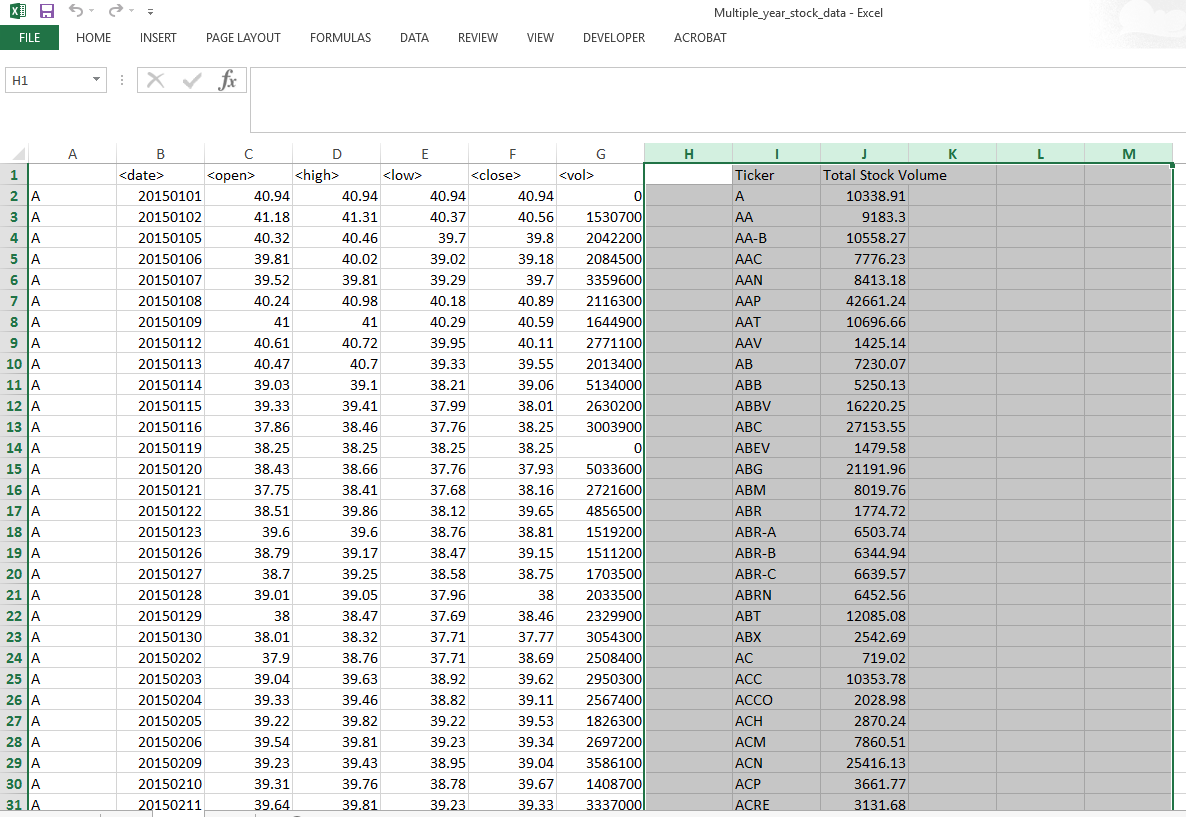 Multiple_year_stock_data - Excel
FILE HOME INSERT PAGE LAYOUT FORMULAS DATA REVIEW VIEW DEVELOPER ACROBAT
H1 fx
A B C D E F G H I J K L M
1 <date> <open> <high> <low> <close> <vol> Ticker Total Stock Volume
2 A 20150101 40.94 40.94 40.94 40.94 0 A 10338.91
3 A 20150102 41.18 41.31 40.37 40.56 1530700 AA 9183.3
4 A 20150105 40.32 40.46 39.7 39.8 2042200 AA-B 10558.27
5 A 20150106 39.81 40.02 39.02 39.18 2084500 AAC 7776.23
6 A 20150107 39.52 39.81 39.29 39.7 3359600 AAN 8413.18
7 A 20150108 40.24 40.98 40.18 40.89 2116300 AAP 42661.24
8 A 20150109 41 41 40.29 40.59 1644900 AAT 10696.66
9 A 20150112 40.61 40.72 39.95 40.11 2771100 AAV 1425.14
10 A 20150113 40.47 40.7 39.33 39.55 2013400 AB 7230.07
11 A 20150114 39.03 39.1 38.21 39.06 5134000 ABB 5250.13
12 A 20150115 39.33 39.41 37.99 38.01 2630200 ABBV 16220.25
13 A 20150116 37.86 38.46 37.76 38.25 3003900 ABC 27153.55
14 A 20150119 38.25 38.25 38.25 38.25 0 ABEV 1479.58
15 A 20150120 38.43 38.66 37.76 37.93 5033600 ABG 21191.96
16 A 20150121 37.75 38.41 37.68 38.16 2721600 ABM 8019.76
17 A 20150122 38.51 39.86 38.12 39.65 4856500 ABR 1774.72
18 A 20150123 39.6 39.6 38.76 38.81 1519200 ABR-A 6503.74
19 A 20150126 38.79 39.17 38.47 39.15 1511200 ABR-B 6344.94
20 A 20150127 38.7 39.25 38.58 38.75 1703500 ABR-C 6639.57
21 A 20150128 39.01 39.05 37.96 38 2033500 ABRN 6452.56
22 A 20150129 38 38.47 37.69 38.46 2329900 ABT 12085.08
23 A 20150130 38.01 38.32 37.71 37.77 3054300 ABX 2542.69
24 A 20150202 37.9 38.76 37.71 38.69 2508400 AC 719.02
25 A 20150203 39.04 39.63 38.92 39.62 2950300 ACC 10353.78
26 A 20150204 39.33 39.46 38.82 39.11 2567400 ACCO 2028.98
27 A 20150205 39.22 39.82 39.22 39.53 1826300 ACH 2870.24
28 A 20150206 39.54 39.81 39.23 39.34 2697200 ACM 7860.51
29 A 20150209 39.23 39.43 38.95 39.04 3586100 ACN 25416.13
30 A 20150210 39.31 39.76 38.78 39.67 1408700 ACP 3661.77
31 A 20150211 39.64 39.81 39.23 39.33 3337000 ACRE 3131.68